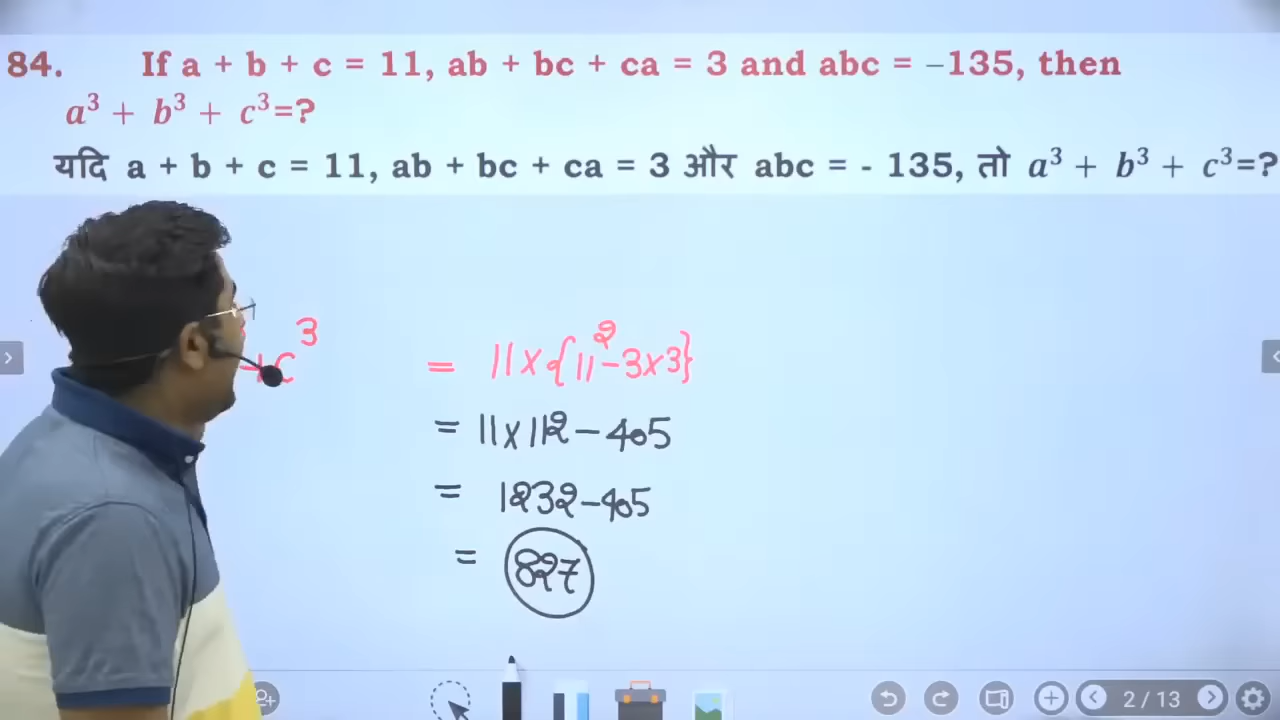 84. If a + b + c = 11, ab + bc + ca = 3 and abc = −135, then
a³ + b³ + c³=?
यदि a + b + c = 11, ab + bc + ca = 3 और abc = - 135, तो a³ + b³ + c³=?
+c³ = 11×{11²−3×3}
= 11×112−405
= 1232−405
= 827
2 / 13